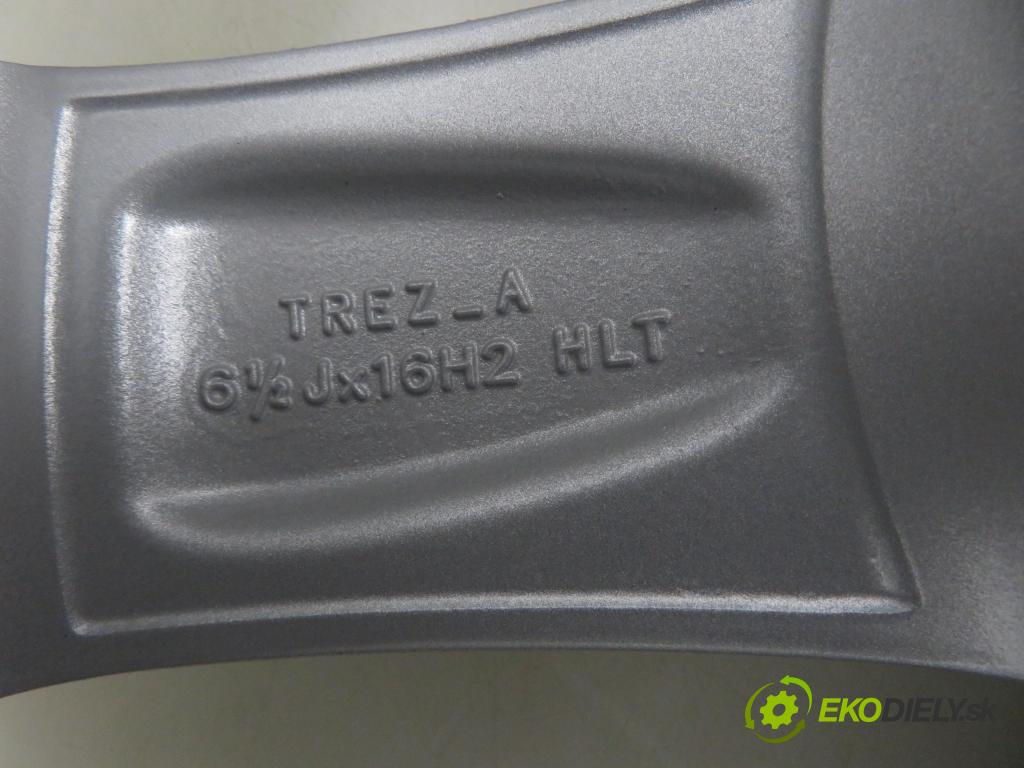 TREZ_A
6½Jx16H2 HLT
EKODIELY.sk